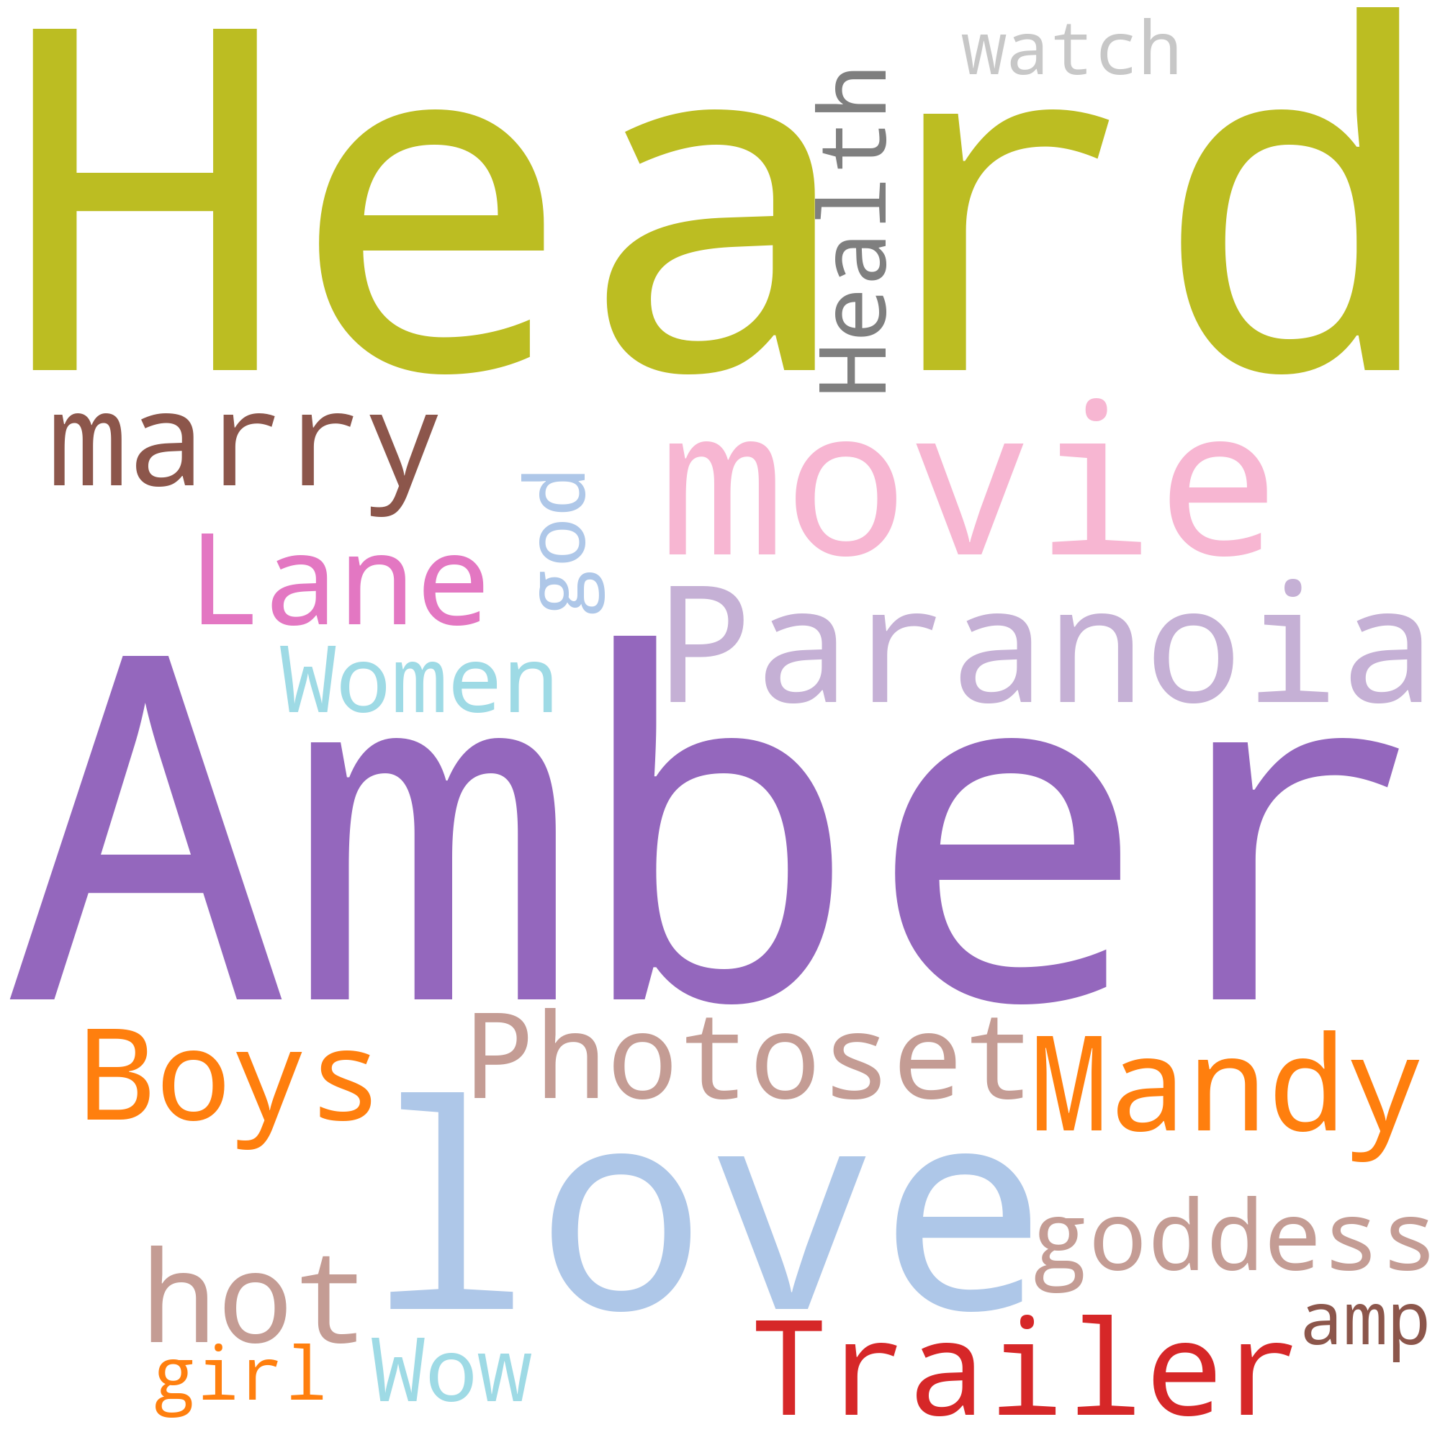 watch
Heard
Health
marry
movie
god
Lane
Paranoia
Women
Amber
Photoset
Boys
Mandy
love
goddess
hot
amp
Trailer
girl
Wow